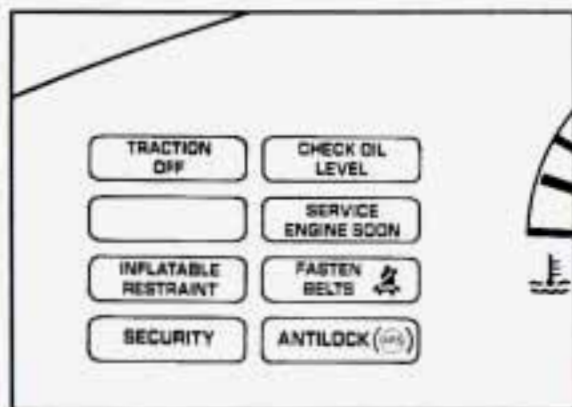 TRACTION
OFF
CHECK OIL
LEVEL
SERVICE
ENGINE SOON
INFLATABLE
RESTRAINT
FASTEN
BELTS
SECURITY
ANTILOCK